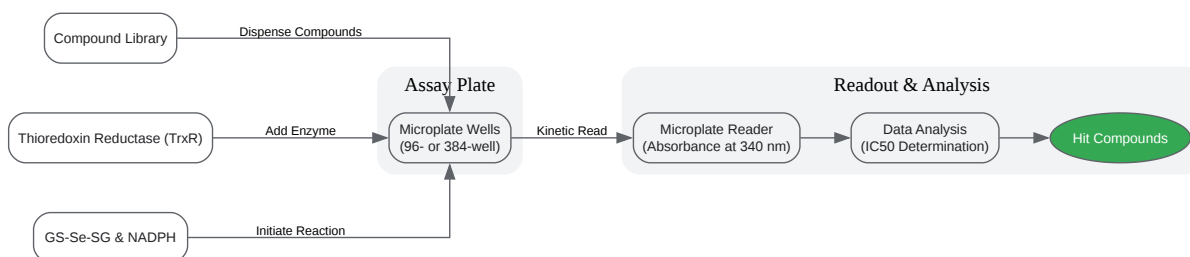 Compound Library
Dispense Compounds
Assay Plate
Readout & Analysis
Thioredoxin Reductase (TrxR)
Add Enzyme
Microplate Wells
(96- or 384-well)
Kinetic Read
Microplate Reader
(Absorbance at 340 nm)
Data Analysis
(IC50 Determination)
Hit Compounds
GS-Se-SG & NADPH
Initiate Reaction